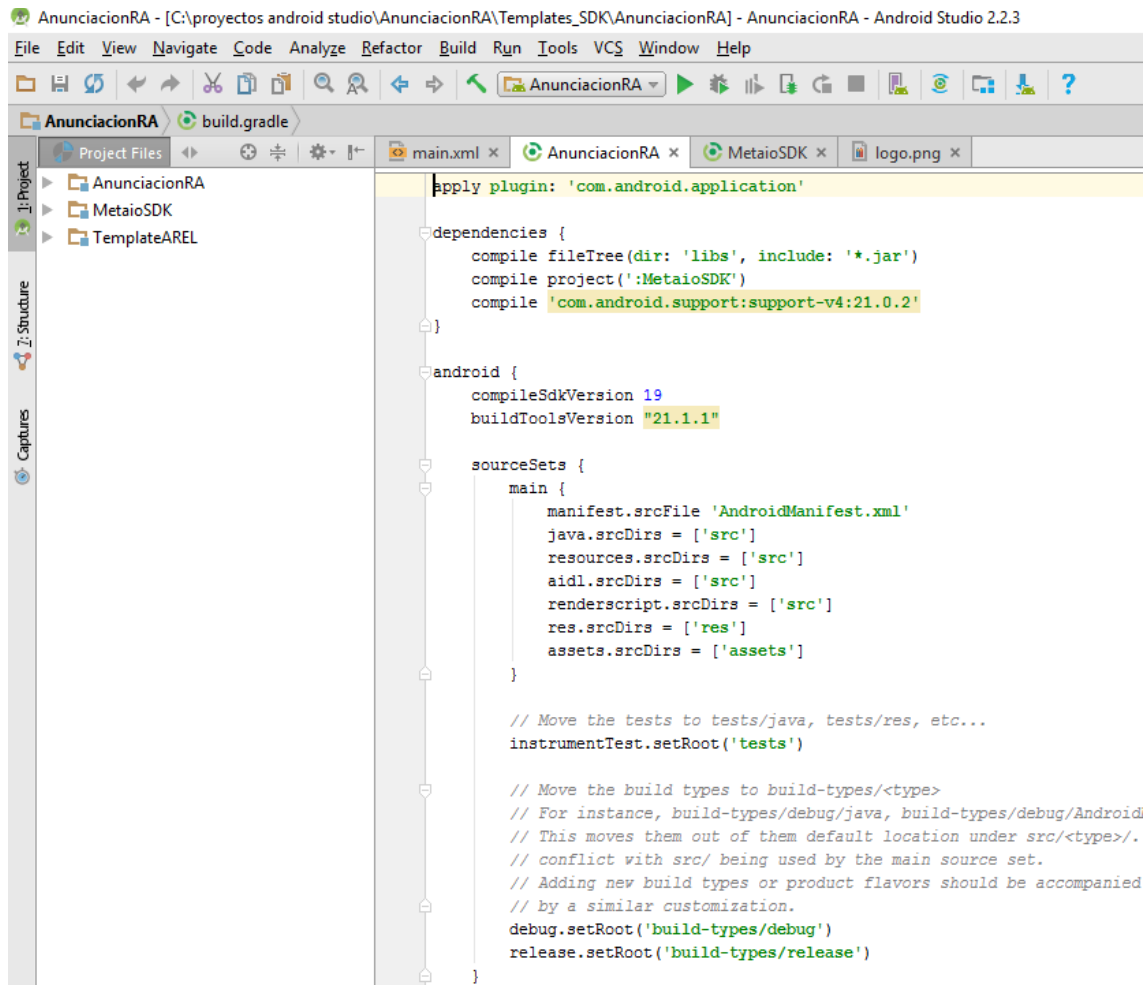 AnunciacionRA - [C:\proyectos android studio\AnunciacionRA\Templates_SDK\AnunciacionRA] - AnunciacionRA - Android Studio 2.2.3
File Edit View Navigate Code Analyze Refactor Build Run Tools VCS Window Help
AnunciacionRA
AnunciacionRA build.gradle
Project Files
main.xml AnunciacionRA MetaioSDK logo.png
1: Project
7: Structure
Captures
AnunciacionRA
MetaioSDK
TemplateAREL
apply plugin: 'com.android.application'
dependencies {
compile fileTree(dir: 'libs', include: '*.jar')
compile project(':MetaioSDK')
compile 'com.android.support:support-v4:21.0.2'
}
android {
compileSdkVersion 19
buildToolsVersion "21.1.1"
sourceSets {
main {
manifest.srcFile 'AndroidManifest.xml'
java.srcDirs = ['src']
resources.srcDirs = ['src']
aidl.srcDirs = ['src']
renderscript.srcDirs = ['src']
res.srcDirs = ['res']
assets.srcDirs = ['assets']
}
// Move the tests to tests/java, tests/res, etc...
instrumentTest.setRoot('tests')
// Move the build types to build-types/<type>
// For instance, build-types/debug/java, build-types/debug/Android
// This moves them out of them default location under src/<type>/.
// conflict with src/ being used by the main source set.
// Adding new build types or product flavors should be accompanied
// by a similar customization.
debug.setRoot('build-types/debug')
release.setRoot('build-types/release')
}